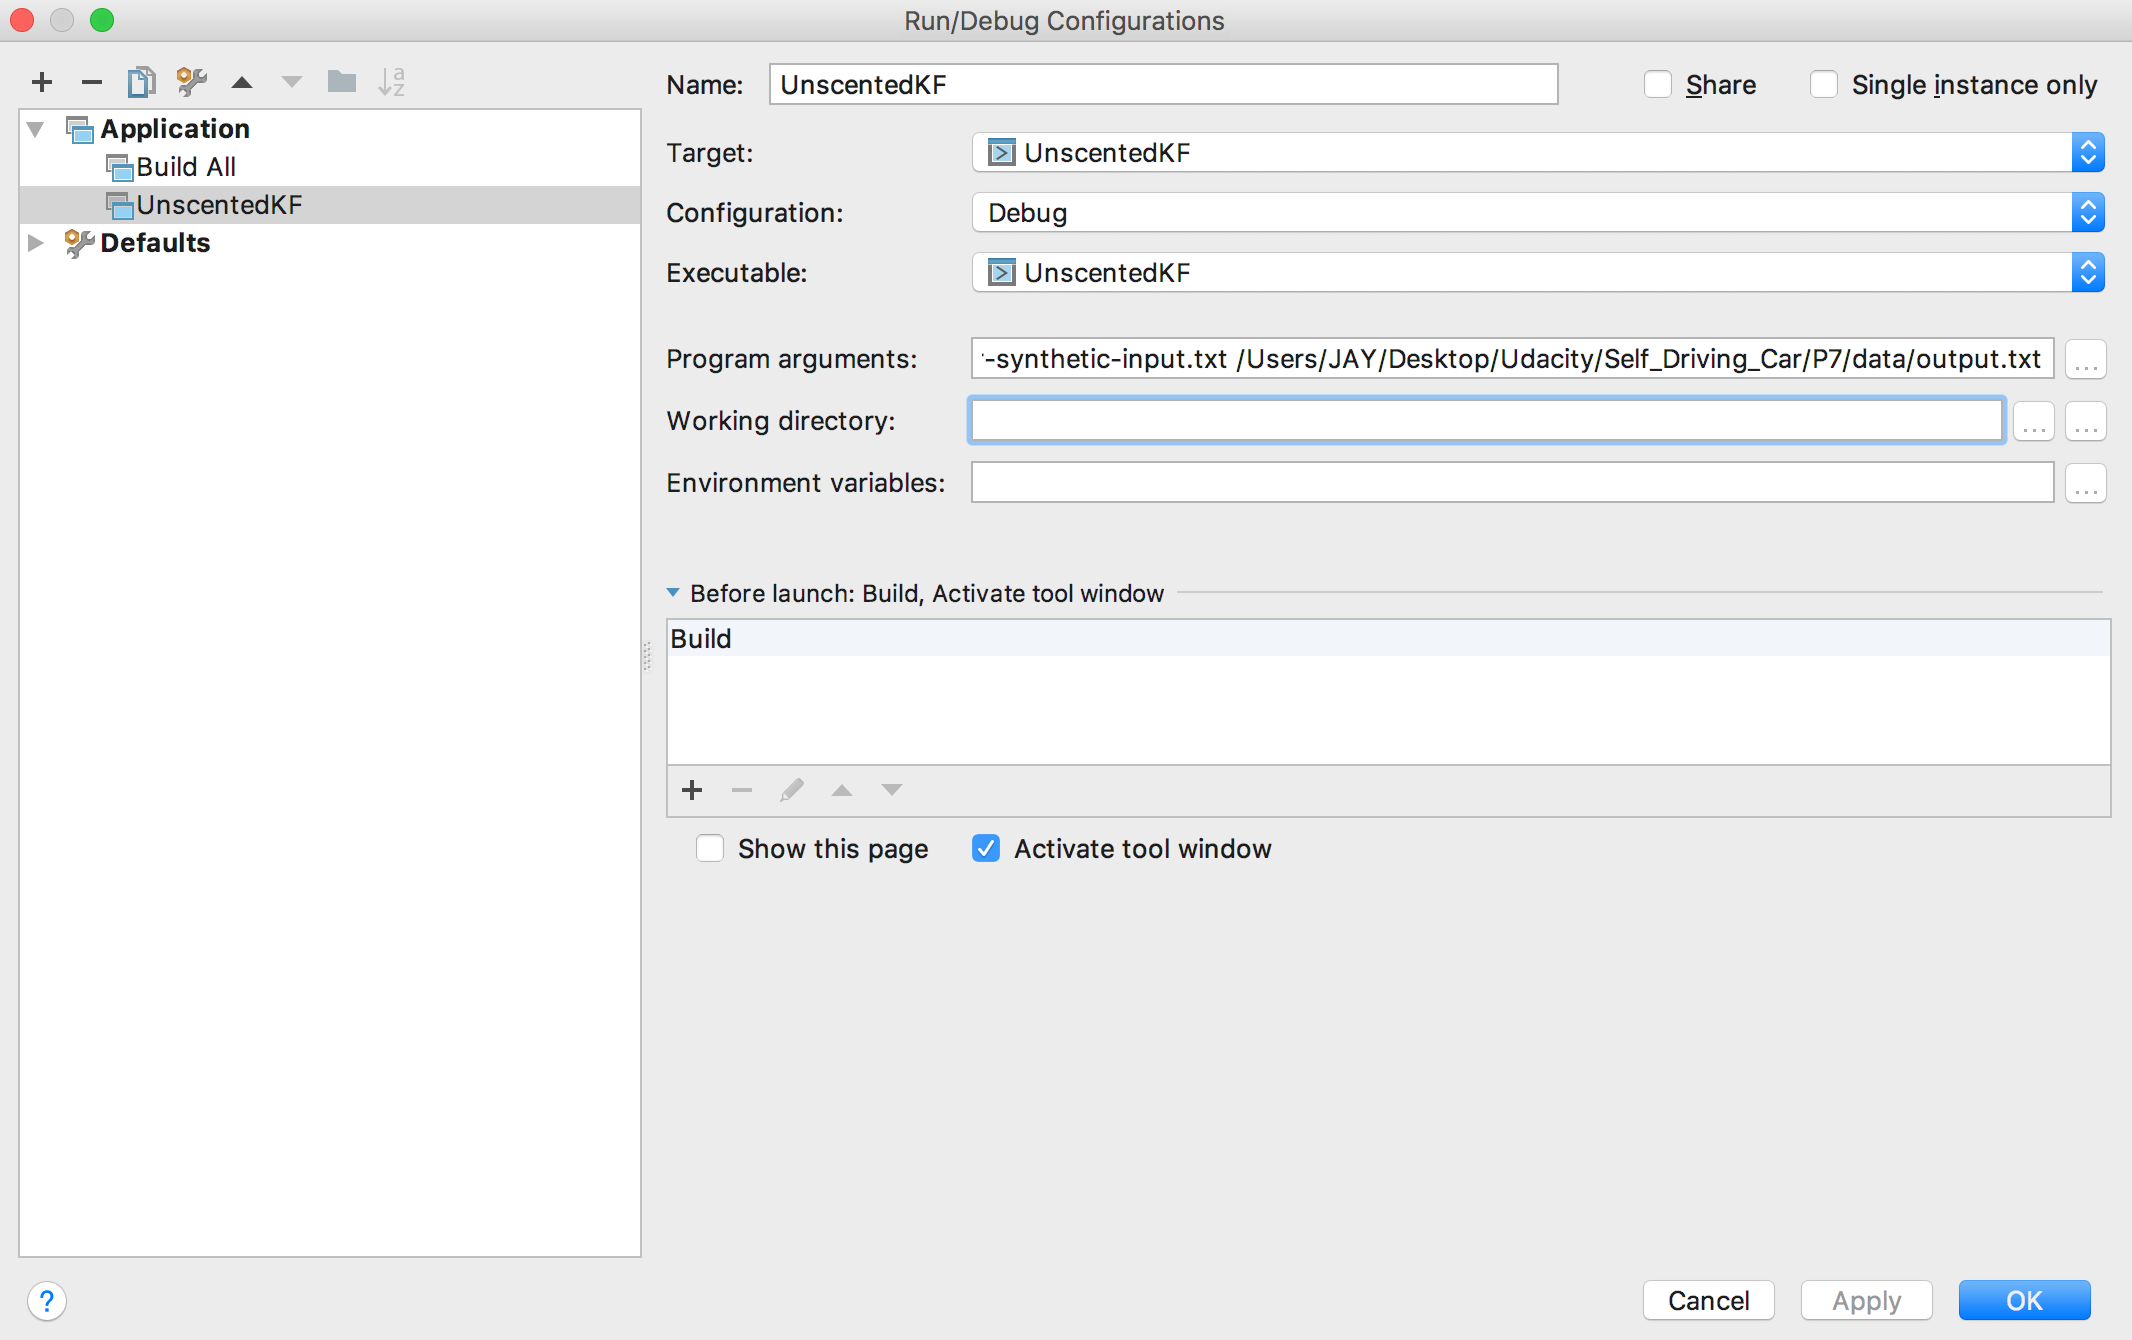 Run/Debug Configurations
Application
Build All
UnscentedKF
Defaults
Name: UnscentedKF Share Single instance only
Target: UnscentedKF
Configuration: Debug
Executable: UnscentedKF
Program arguments: -synthetic-input.txt /Users/JAY/Desktop/Udacity/Self_Driving_Car/P7/data/output.txt ...
Working directory: ... ...
Environment variables: ...
Before launch: Build, Activate tool window
Build
Show this page Activate tool window
? Cancel Apply OK